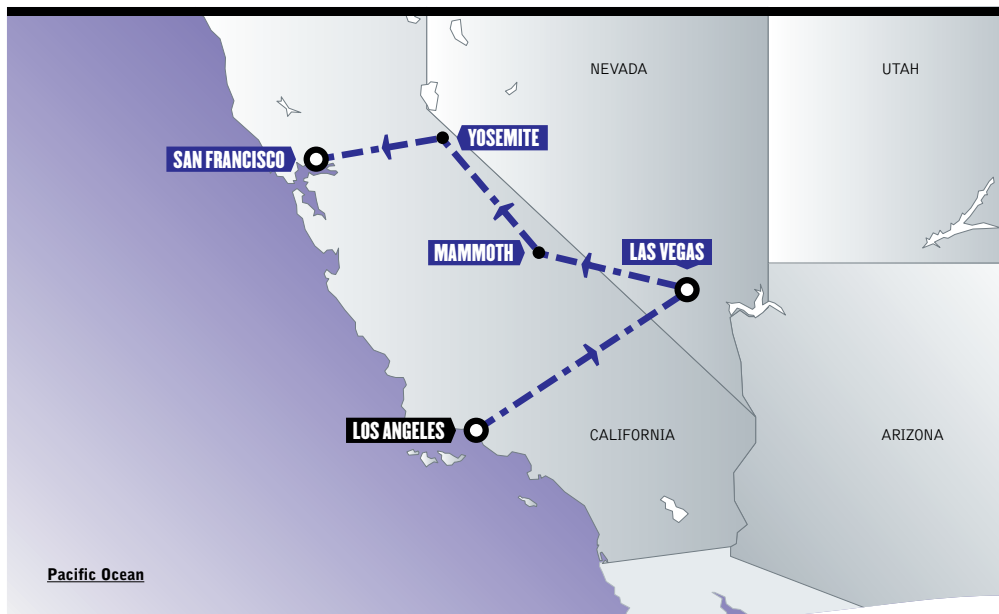 NEVADA
UTAH
YOSEMITE
SAN FRANCISCO
MAMMOTH
LAS VEGAS
LOS ANGELES
CALIFORNIA
ARIZONA
Pacific Ocean